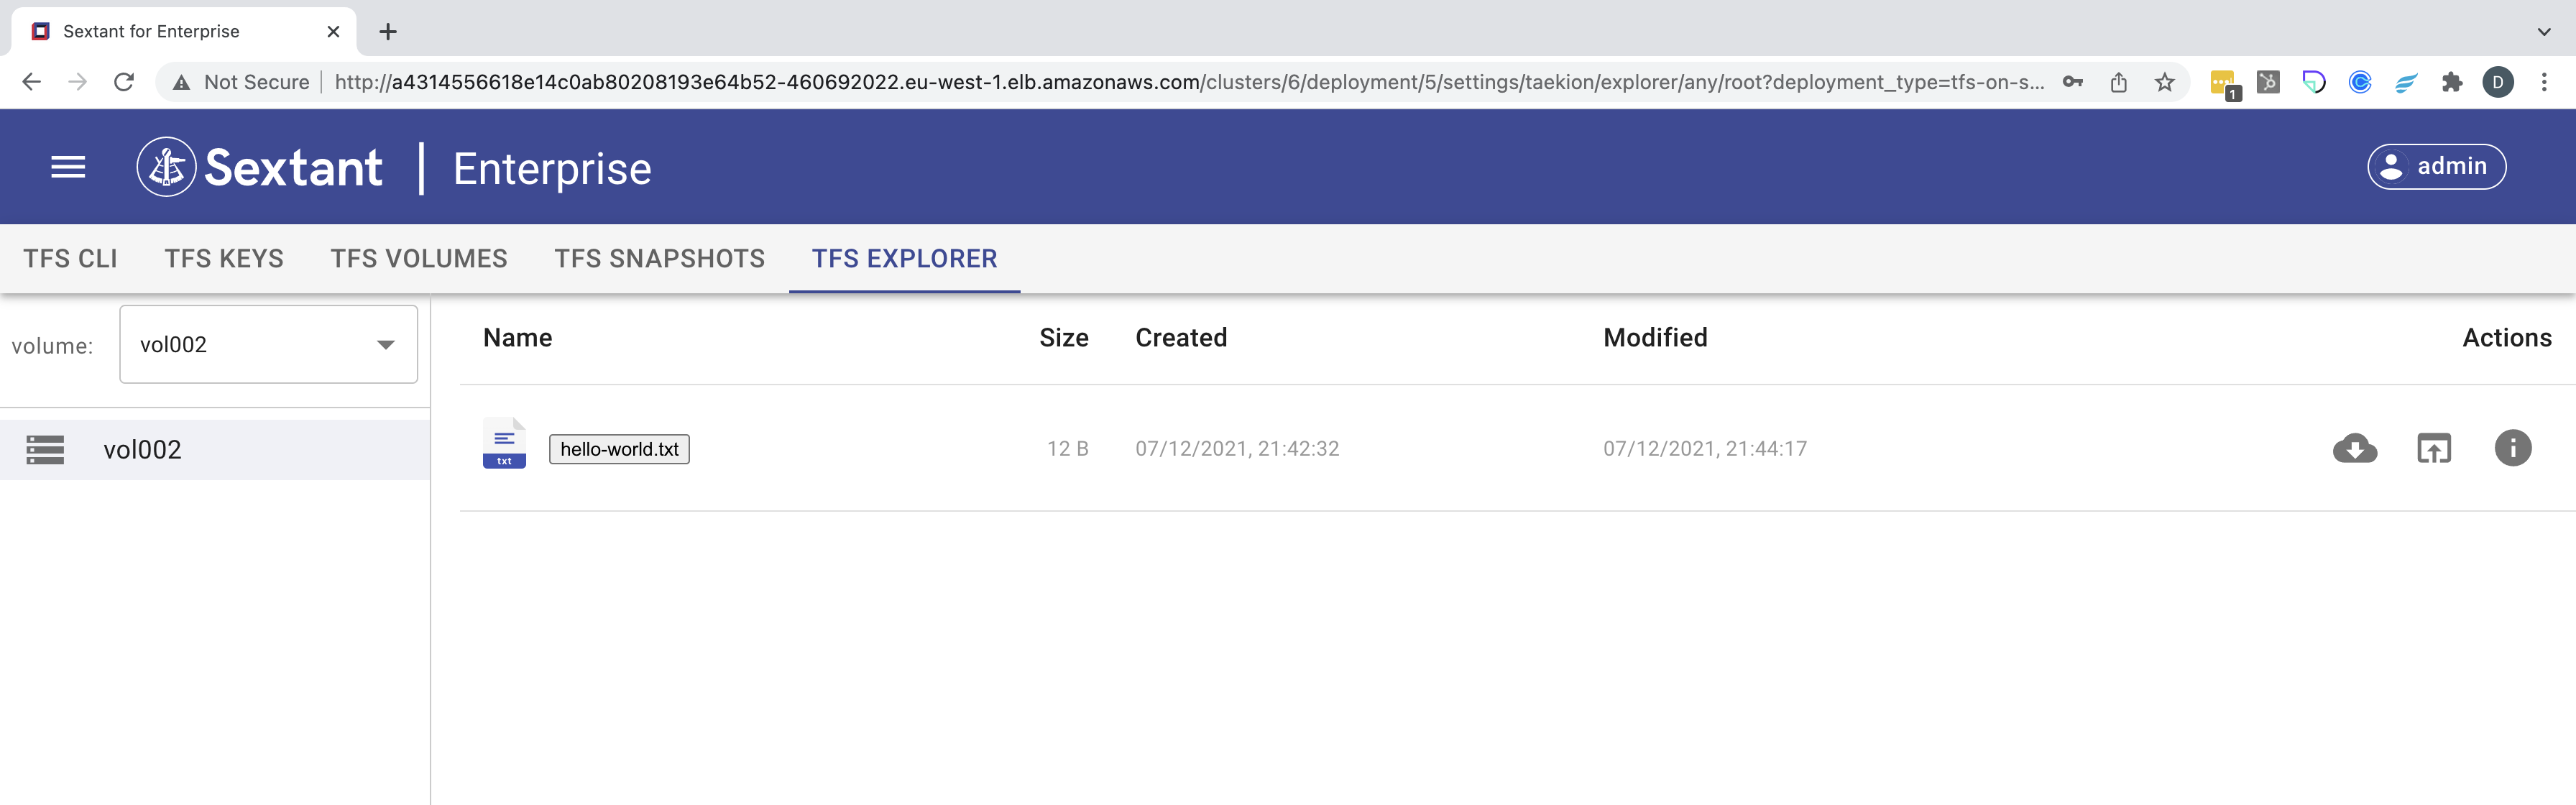 Sextant for Enterprise
Not Secure http://a4314556618e14c0ab80208193e64b52-460692022.eu-west-1.elb.amazonaws.com/clusters/6/deployment/5/settings/taekion/explorer/any/root?deployment_type=tfs-on-s... 1 D
Sextant | Enterprise admin
TFS CLI TFS KEYS TFS VOLUMES TFS SNAPSHOTS TFS EXPLORER
volume: vol002
Name Size Created Modified Actions
vol002
txt hello-world.txt 12 B 07/12/2021, 21:42:32 07/12/2021, 21:44:17